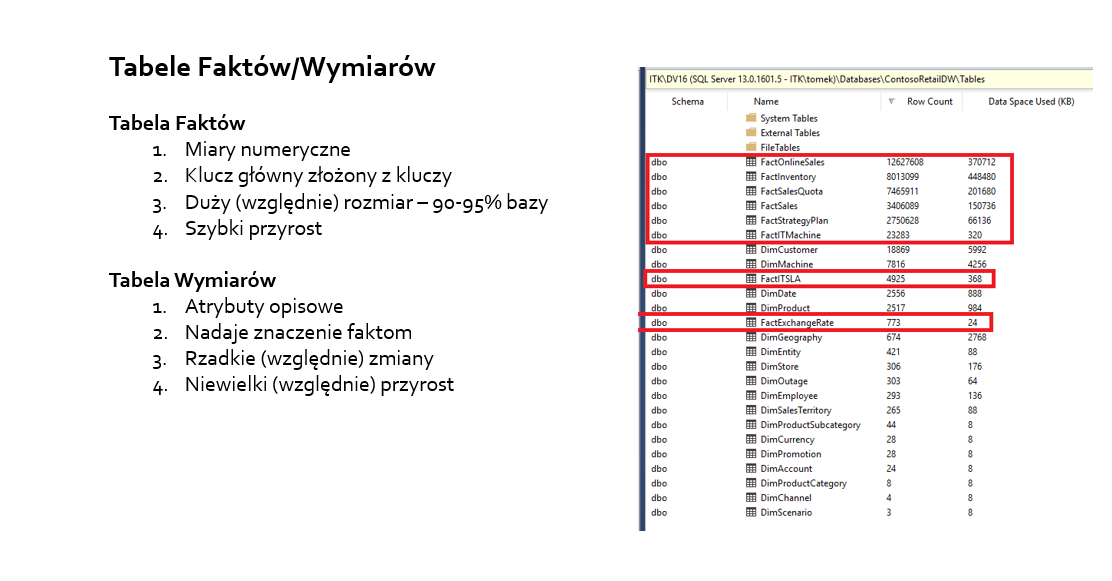 Tabele Faktów/Wymiarów
Tabela Faktów
1. Miary numeryczne
2. Klucz główny złożony z kluczy
3. Duży (względnie) rozmiar – 90-95% bazy
4. Szybki przyrost
Tabela Wymiarów
1. Atrybuty opisowe
2. Nadaje znaczenie faktom
3. Rzadkie (względnie) zmiany
4. Niewielki (względnie) przyrost
ITK\DV16 (SQL Server 13.0.1601.5 - ITK\tomek)\Databases\ContosoRetailDW\Tables
Schema Name Row Count Data Space Used (KB)
System Tables
External Tables
FileTables
dbo FactOnlineSales 12627608 370712
dbo FactInventory 8013099 448480
dbo FactSalesQuota 7465911 201680
dbo FactSales 3406089 150736
dbo FactStrategyPlan 2750628 66136
dbo FactITMachine 23283 320
dbo DimCustomer 18869 5992
dbo DimMachine 7816 4256
dbo FactITSLA 4925 368
dbo DimDate 2556 888
dbo DimProduct 2517 984
dbo FactExchangeRate 773 24
dbo DimGeography 674 2768
dbo DimEntity 421 88
dbo DimStore 306 176
dbo DimOutage 303 64
dbo DimEmployee 293 136
dbo DimSalesTerritory 265 88
dbo DimProductSubcategory 44 8
dbo DimCurrency 28 8
dbo DimPromotion 28 8
dbo DimAccount 24 8
dbo DimProductCategory 8 8
dbo DimChannel 4 8
dbo DimScenario 3 8